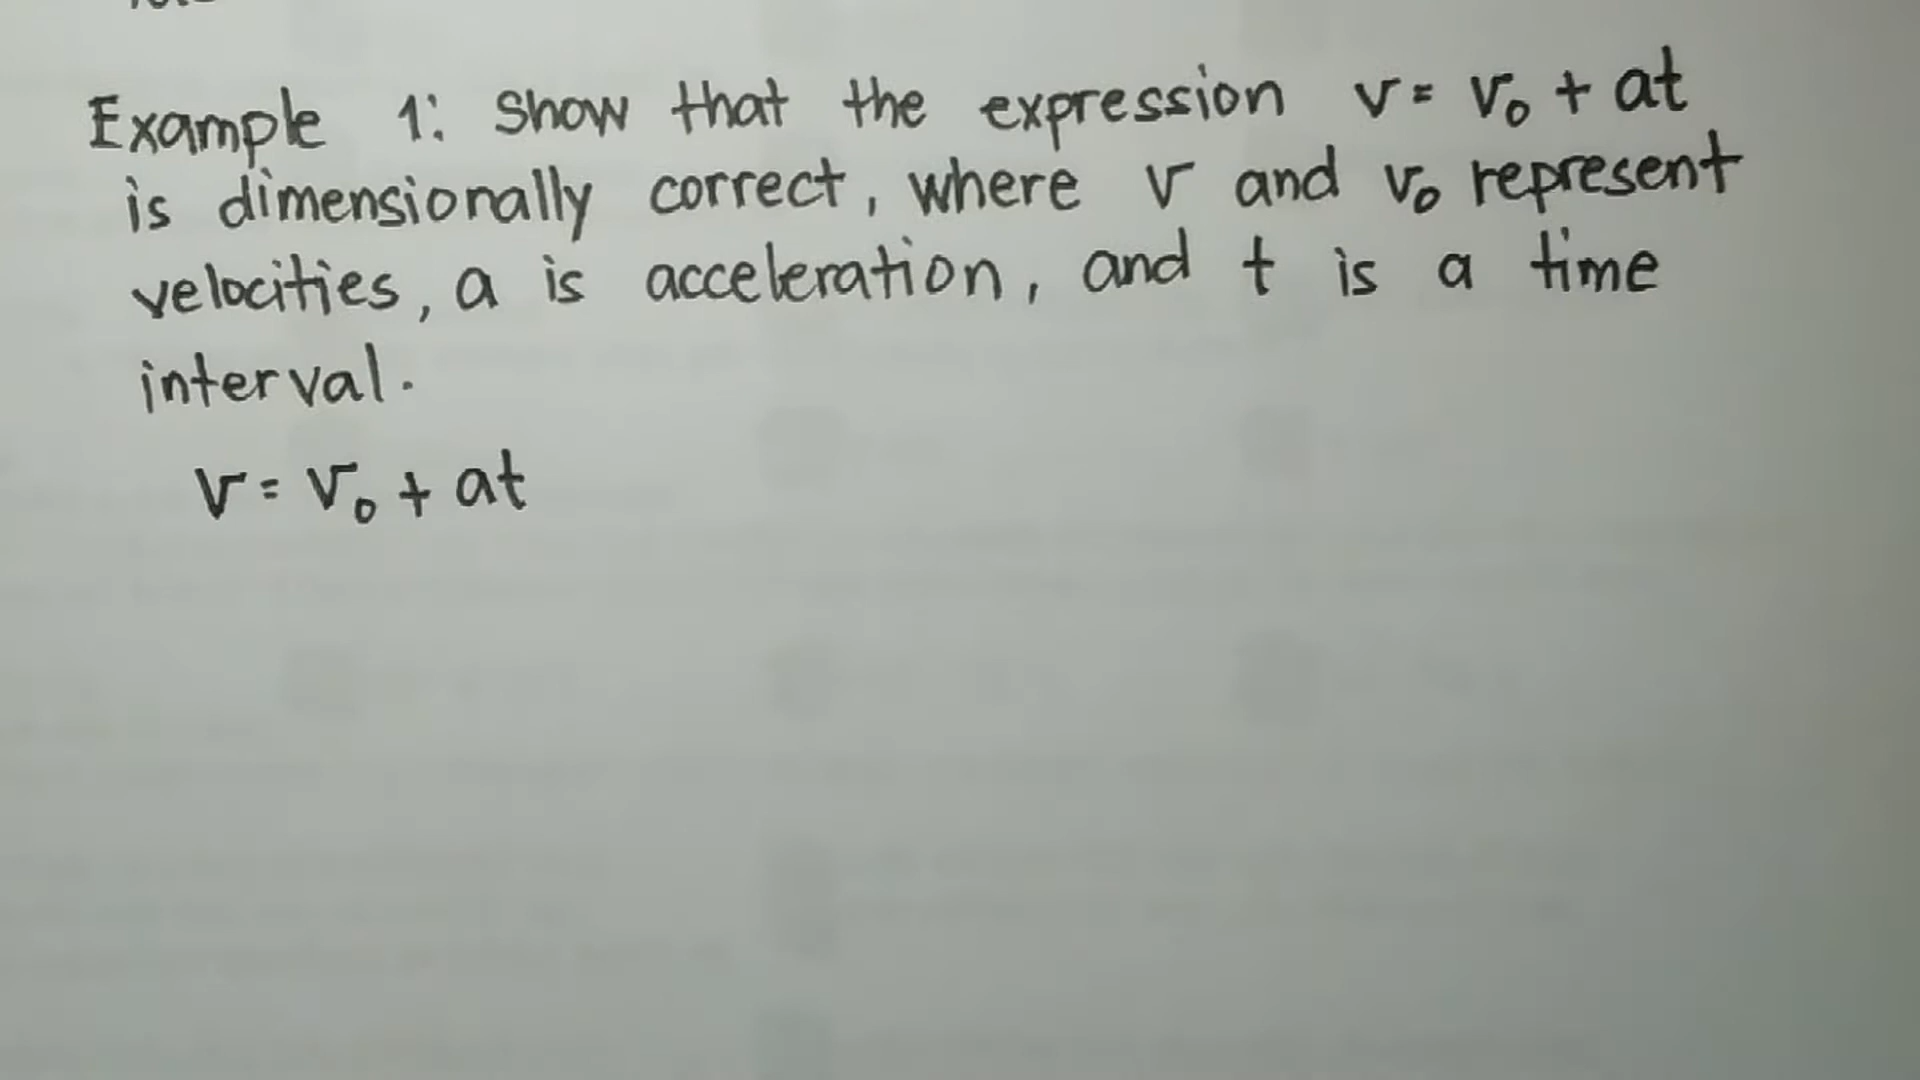 Example 1: Show that the expression v = v₀ + at
is dimensionally correct, where v and v₀ represent
velocities, a is acceleration, and t is a time
interval.
v = v₀ + at